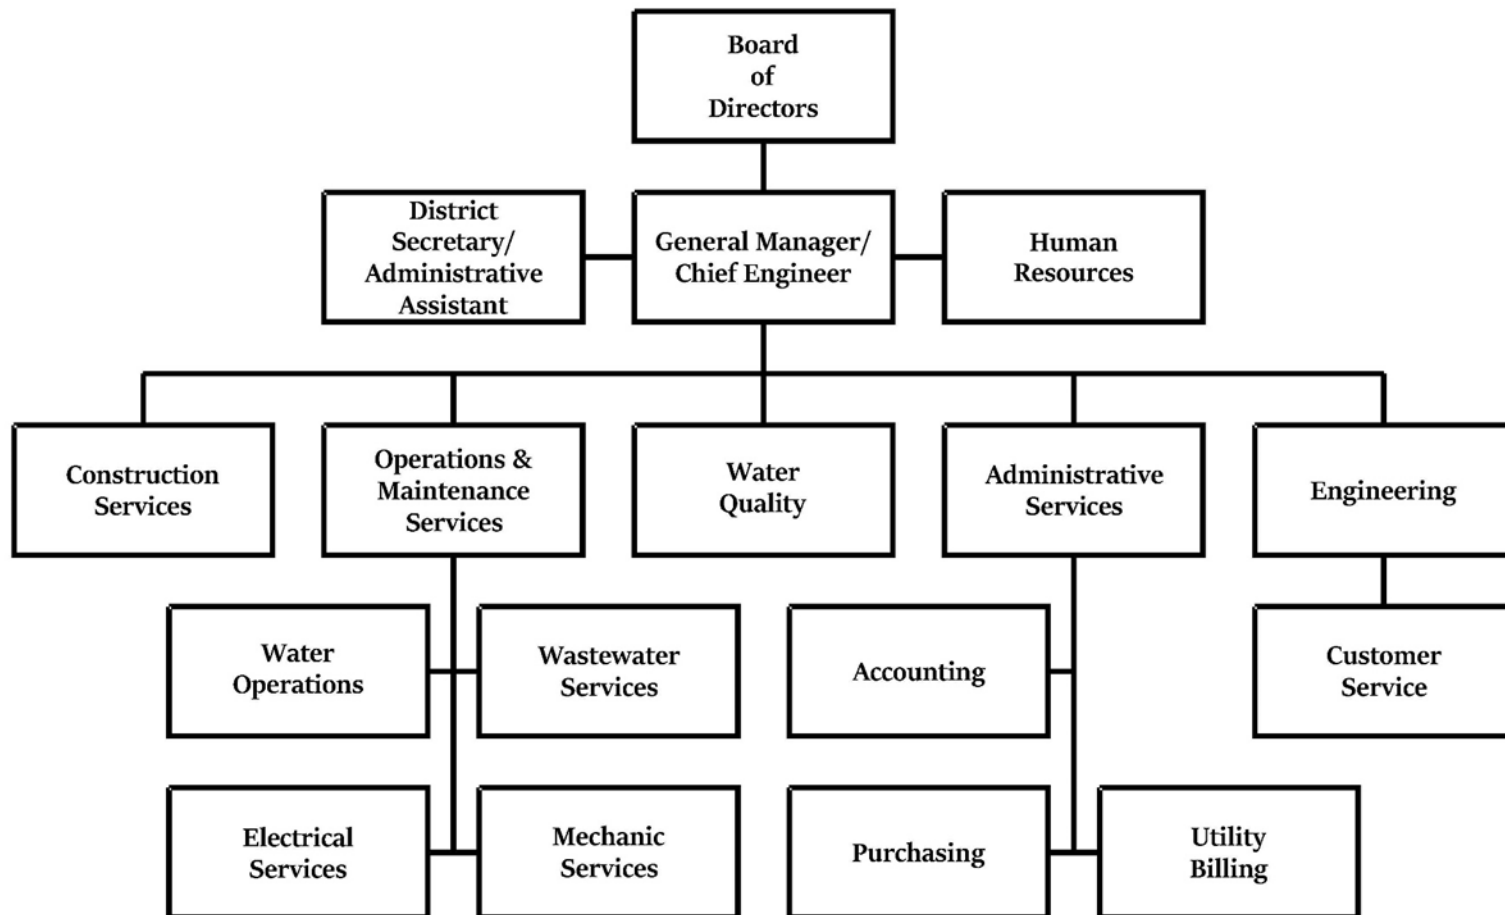 Board
of
Directors
District
Secretary/
Administrative
Assistant
General Manager/
Chief Engineer
Human
Resources
Construction
Services
Operations &
Maintenance
Services
Water
Quality
Administrative
Services
Engineering
Water
Operations
Wastewater
Services
Accounting
Customer
Service
Electrical
Services
Mechanic
Services
Purchasing
Utility
Billing